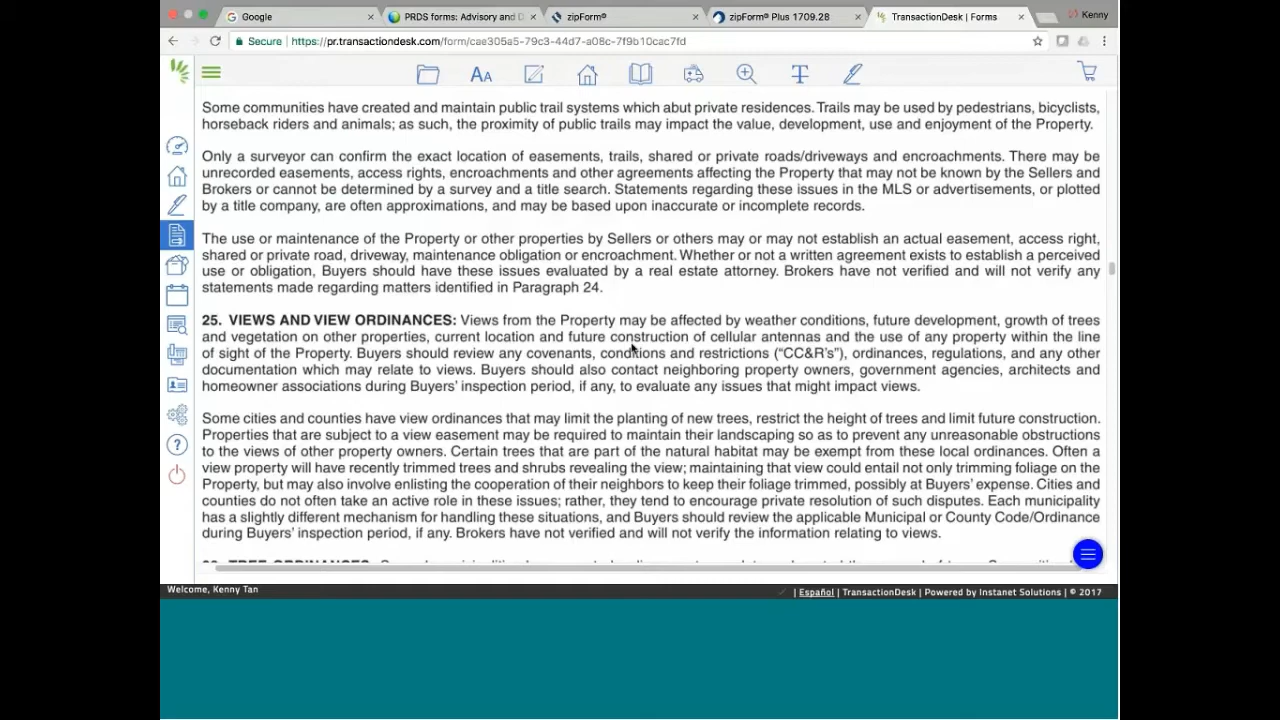 Google
PRDS forms: Advisory and D
zipForm®
zipForm® Plus 1709.28
TransactionDesk | Forms
Kenny
Secure | https://pr.transactiondesk.com/form/cae305a5-79c3-44d7-a08c-7f9b10cac7fd
Some communities have created and maintain public trail systems which abut private residences. Trails may be used by pedestrians, bicyclists,
horseback riders and animals; as such, the proximity of public trails may impact the value, development, use and enjoyment of the Property.
Only a surveyor can confirm the exact location of easements, trails, shared or private roads/driveways and encroachments. There may be
unrecorded easements, access rights, encroachments and other agreements affecting the Property that may not be known by the Sellers and
Brokers or cannot be determined by a survey and a title search. Statements regarding these issues in the MLS or advertisements, or plotted
by a title company, are often approximations, and may be based upon inaccurate or incomplete records.
The use or maintenance of the Property or other properties by Sellers or others may or may not establish an actual easement, access right,
shared or private road, driveway, maintenance obligation or encroachment. Whether or not a written agreement exists to establish a perceived
use or obligation, Buyers should have these issues evaluated by a real estate attorney. Brokers have not verified and will not verify any
statements made regarding matters identified in Paragraph 24.
25. VIEWS AND VIEW ORDINANCES: Views from the Property may be affected by weather conditions, future development, growth of trees
and vegetation on other properties, current location and future construction of cellular antennas and the use of any property within the line
of sight of the Property. Buyers should review any covenants, conditions and restrictions ("CC&R's"), ordinances, regulations, and any other
documentation which may relate to views. Buyers should also contact neighboring property owners, government agencies, architects and
homeowner associations during Buyers' inspection period, if any, to evaluate any issues that might impact views.
Some cities and counties have view ordinances that may limit the planting of new trees, restrict the height of trees and limit future construction.
Properties that are subject to a view easement may be required to maintain their landscaping so as to prevent any unreasonable obstructions
to the views of other property owners. Certain trees that are part of the natural habitat may be exempt from these local ordinances. Often a
view property will have recently trimmed trees and shrubs revealing the view; maintaining that view could entail not only trimming foliage on the
Property, but may also involve enlisting the cooperation of their neighbors to keep their foliage trimmed, possibly at Buyers' expense. Cities and
counties do not often take an active role in these issues; rather, they tend to encourage private resolution of such disputes. Each municipality
has a slightly different mechanism for handling these situations, and Buyers should review the applicable Municipal or County Code/Ordinance
during Buyers' inspection period, if any. Brokers have not verified and will not verify the information relating to views.
Welcome, Kenny Tan
| Español | TransactionDesk | Powered by Instanet Solutions | © 2017